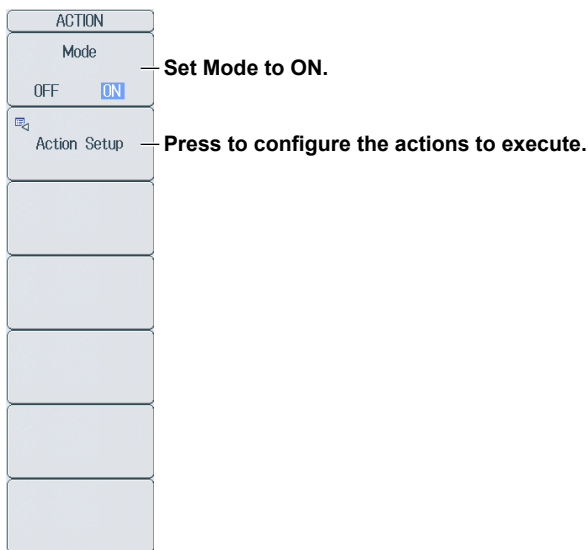 ACTION
Mode
OFF ON
Set Mode to ON.
Action Setup
Press to configure the actions to execute.